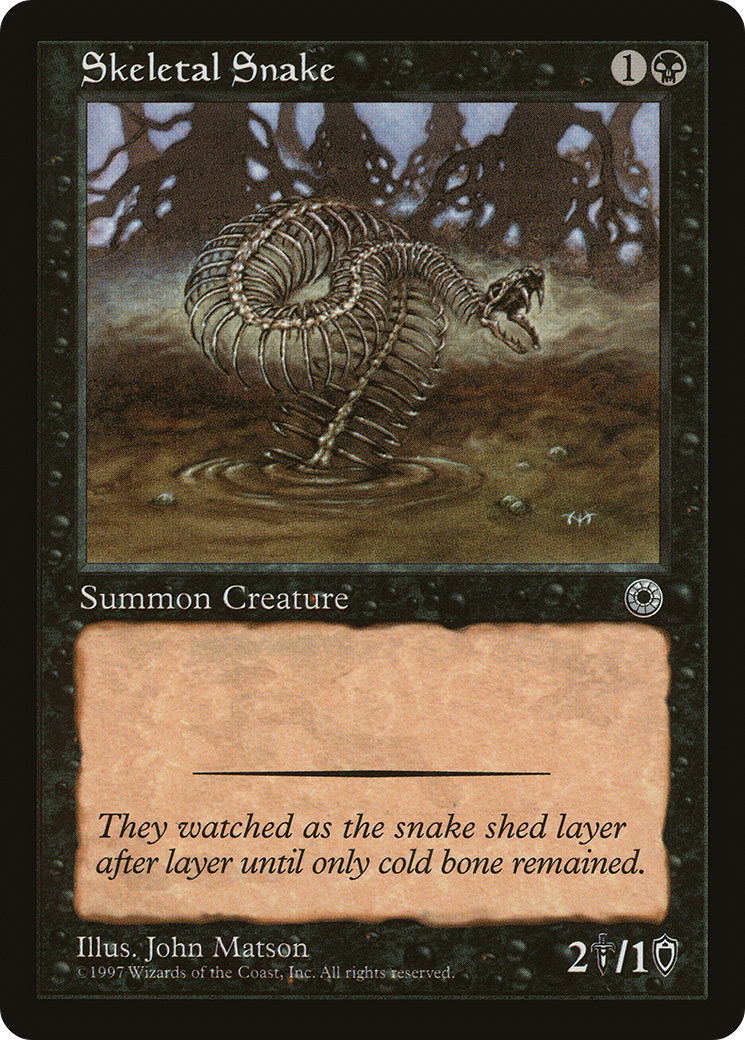 Skeletal Snake 1
Summon Creature
They watched as the snake shed layer
after layer until only cold bone remained.
Illus. John Matson
©1997 Wizards of the Coast, Inc. All rights reserved.
2/1